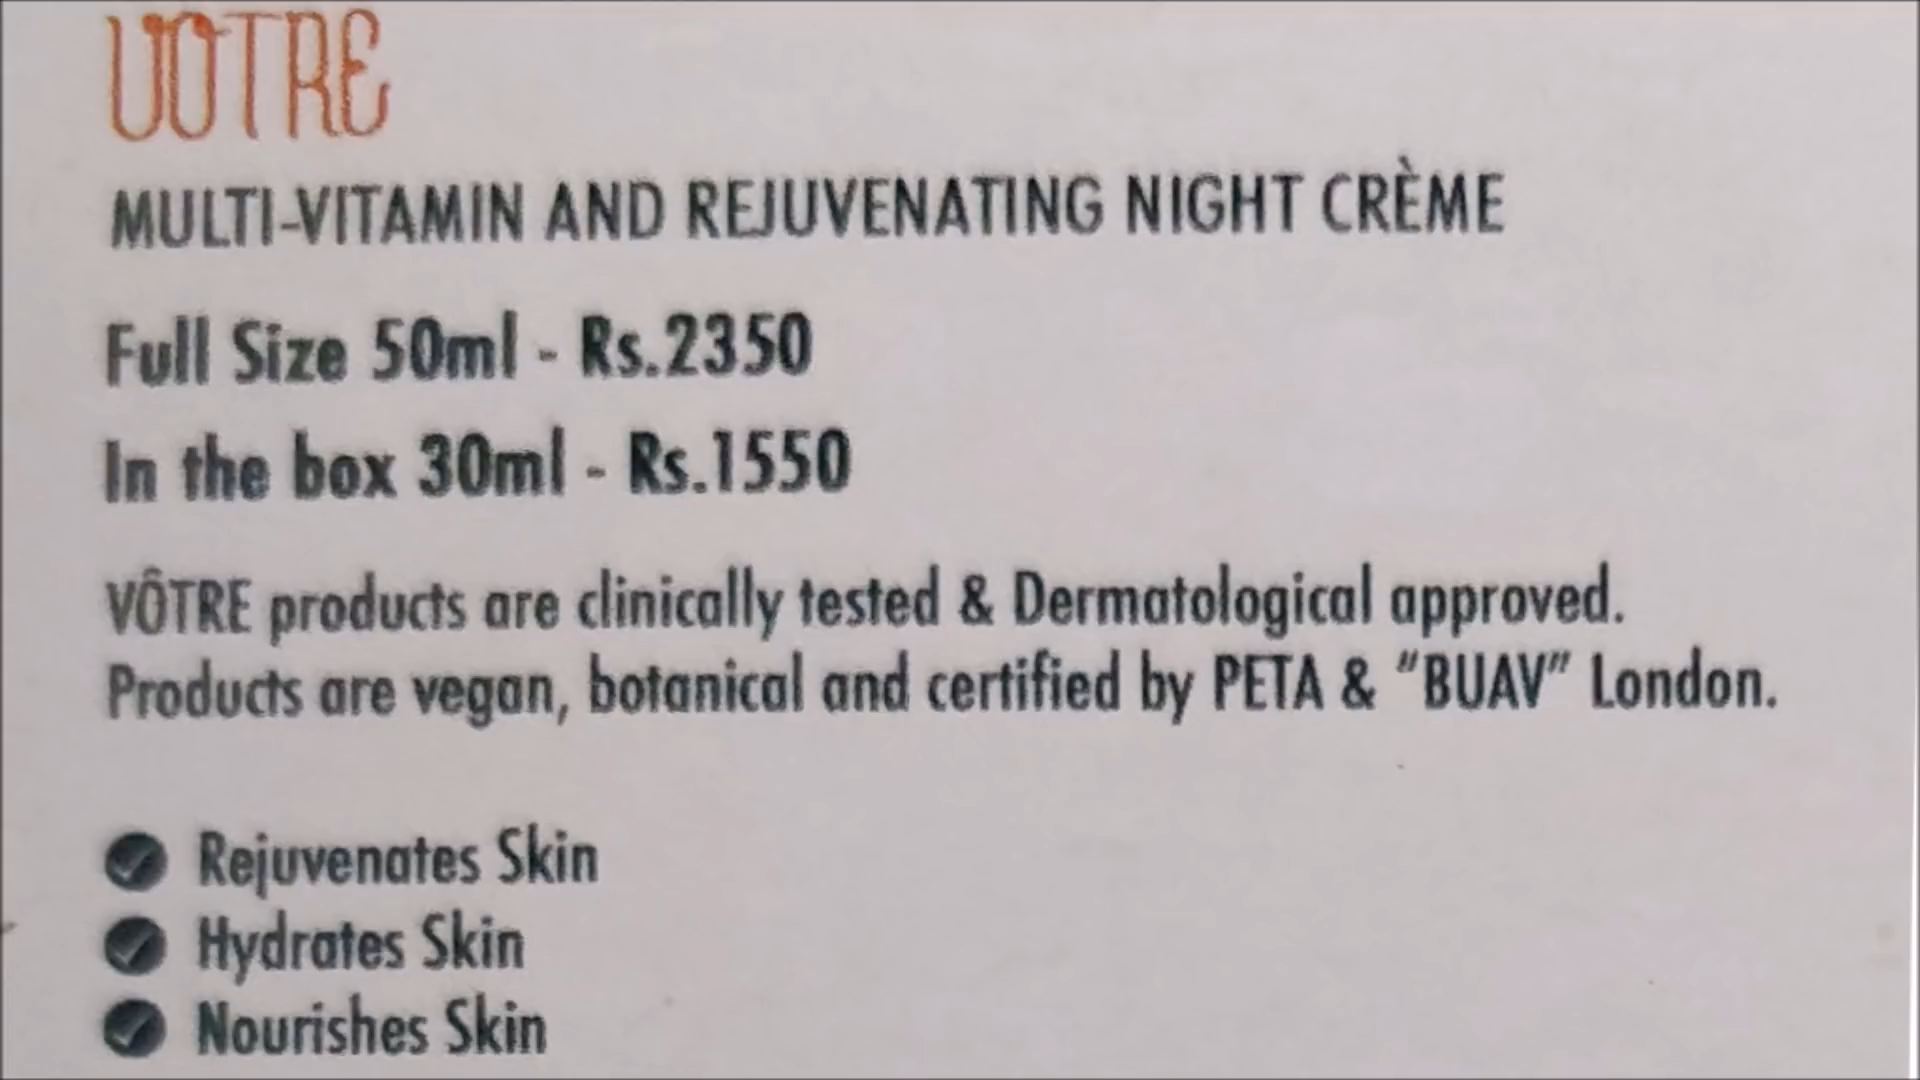 VOTRE
MULTI-VITAMIN AND REJUVENATING NIGHT CRÈME
Full Size 50ml - Rs.2350
In the box 30ml - Rs.1550
VÔTRE products are clinically tested & Dermatological approved.
Products are vegan, botanical and certified by PETA & "BUAV" London.
Rejuvenates Skin
Hydrates Skin
Nourishes Skin